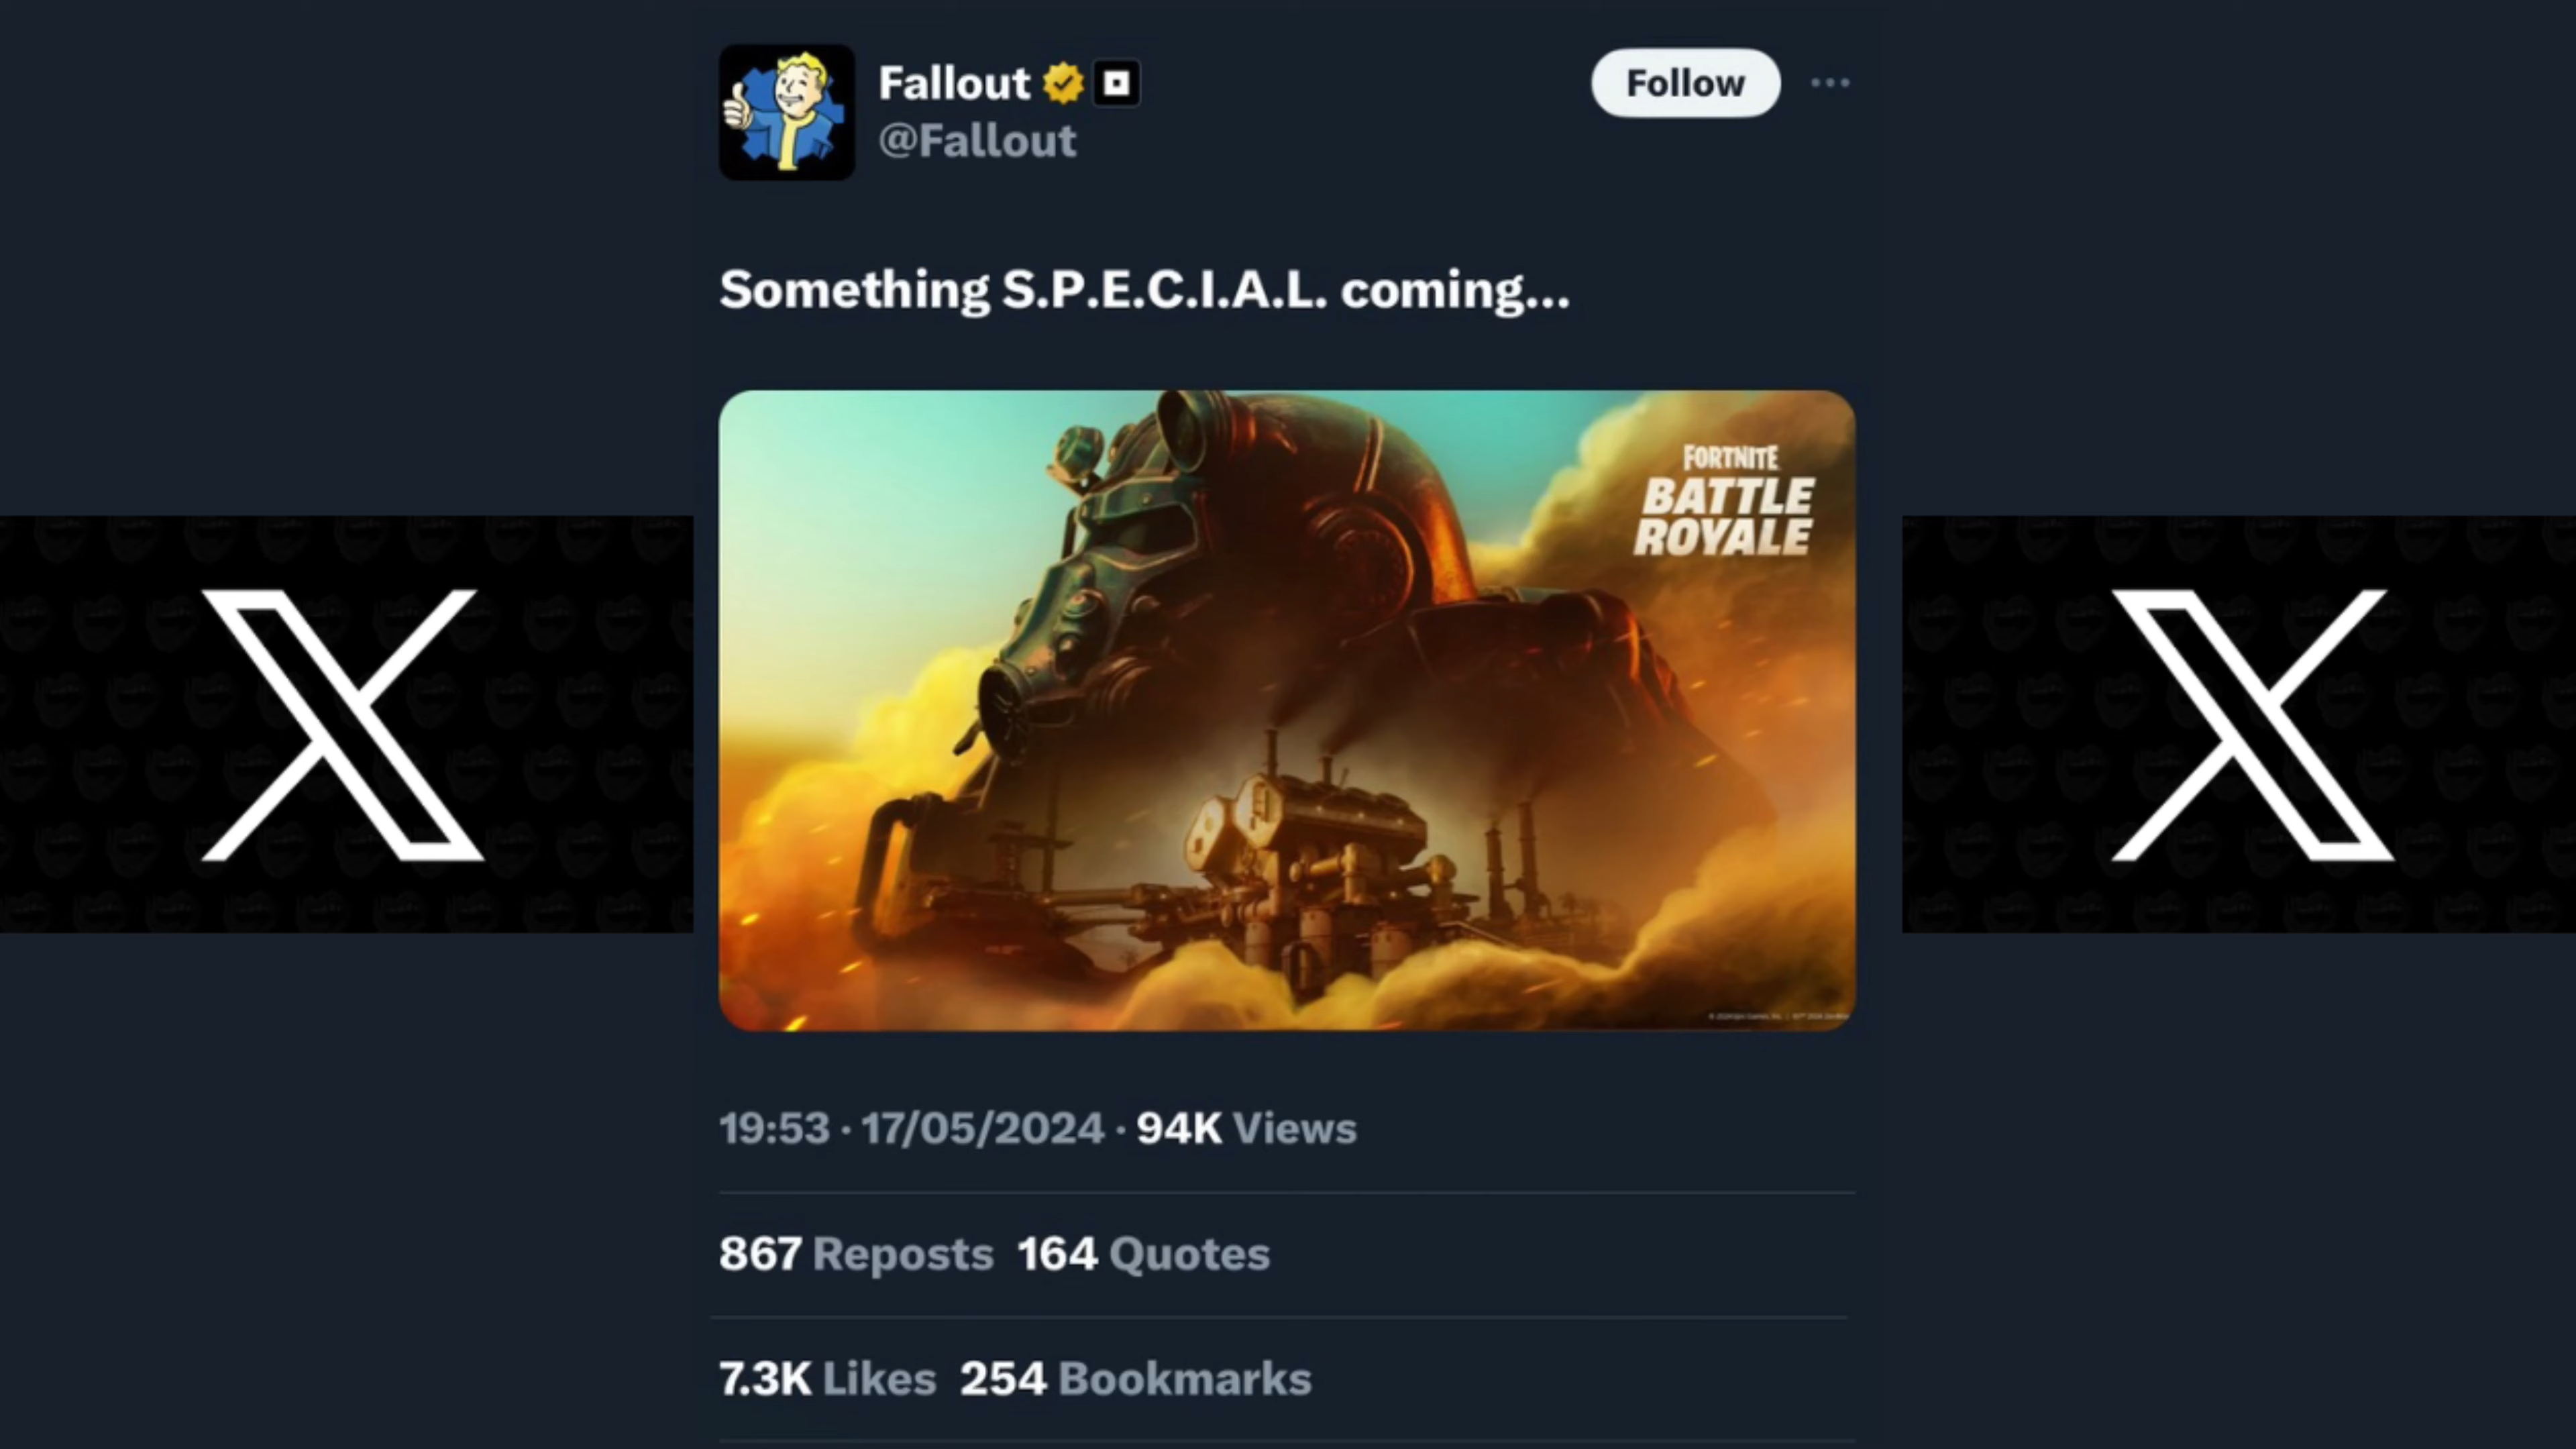 Fallout
@Fallout
Follow
Something S.P.E.C.I.A.L. coming...
FORTNITE
BATTLE
ROYALE
19:53 · 17/05/2024 · 94K Views
867 Reposts 164 Quotes
7.3K Likes 254 Bookmarks